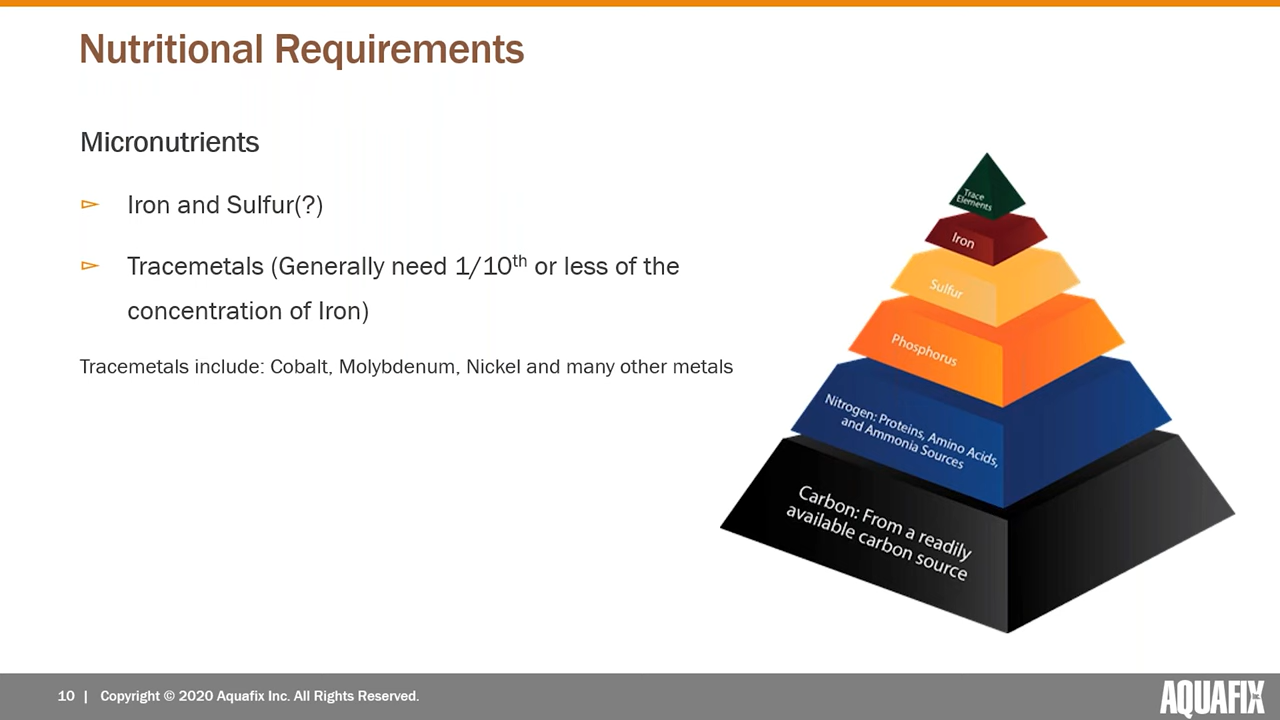 Nutritional Requirements
Micronutrients
▻ Iron and Sulfur(?)
▻ Tracemetals (Generally need 1/10th or less of the
concentration of Iron)
Tracemetals include: Cobalt, Molybdenum, Nickel and many other metals
Trace
Elements
Iron
Sulfur
Phosphorus
Nitrogen: Proteins, Amino Acids,
and Ammonia Sources
Carbon: From a readily
available carbon source
10 | Copyright © 2020 Aquafix Inc. All Rights Reserved.
AQUAFIX INC.